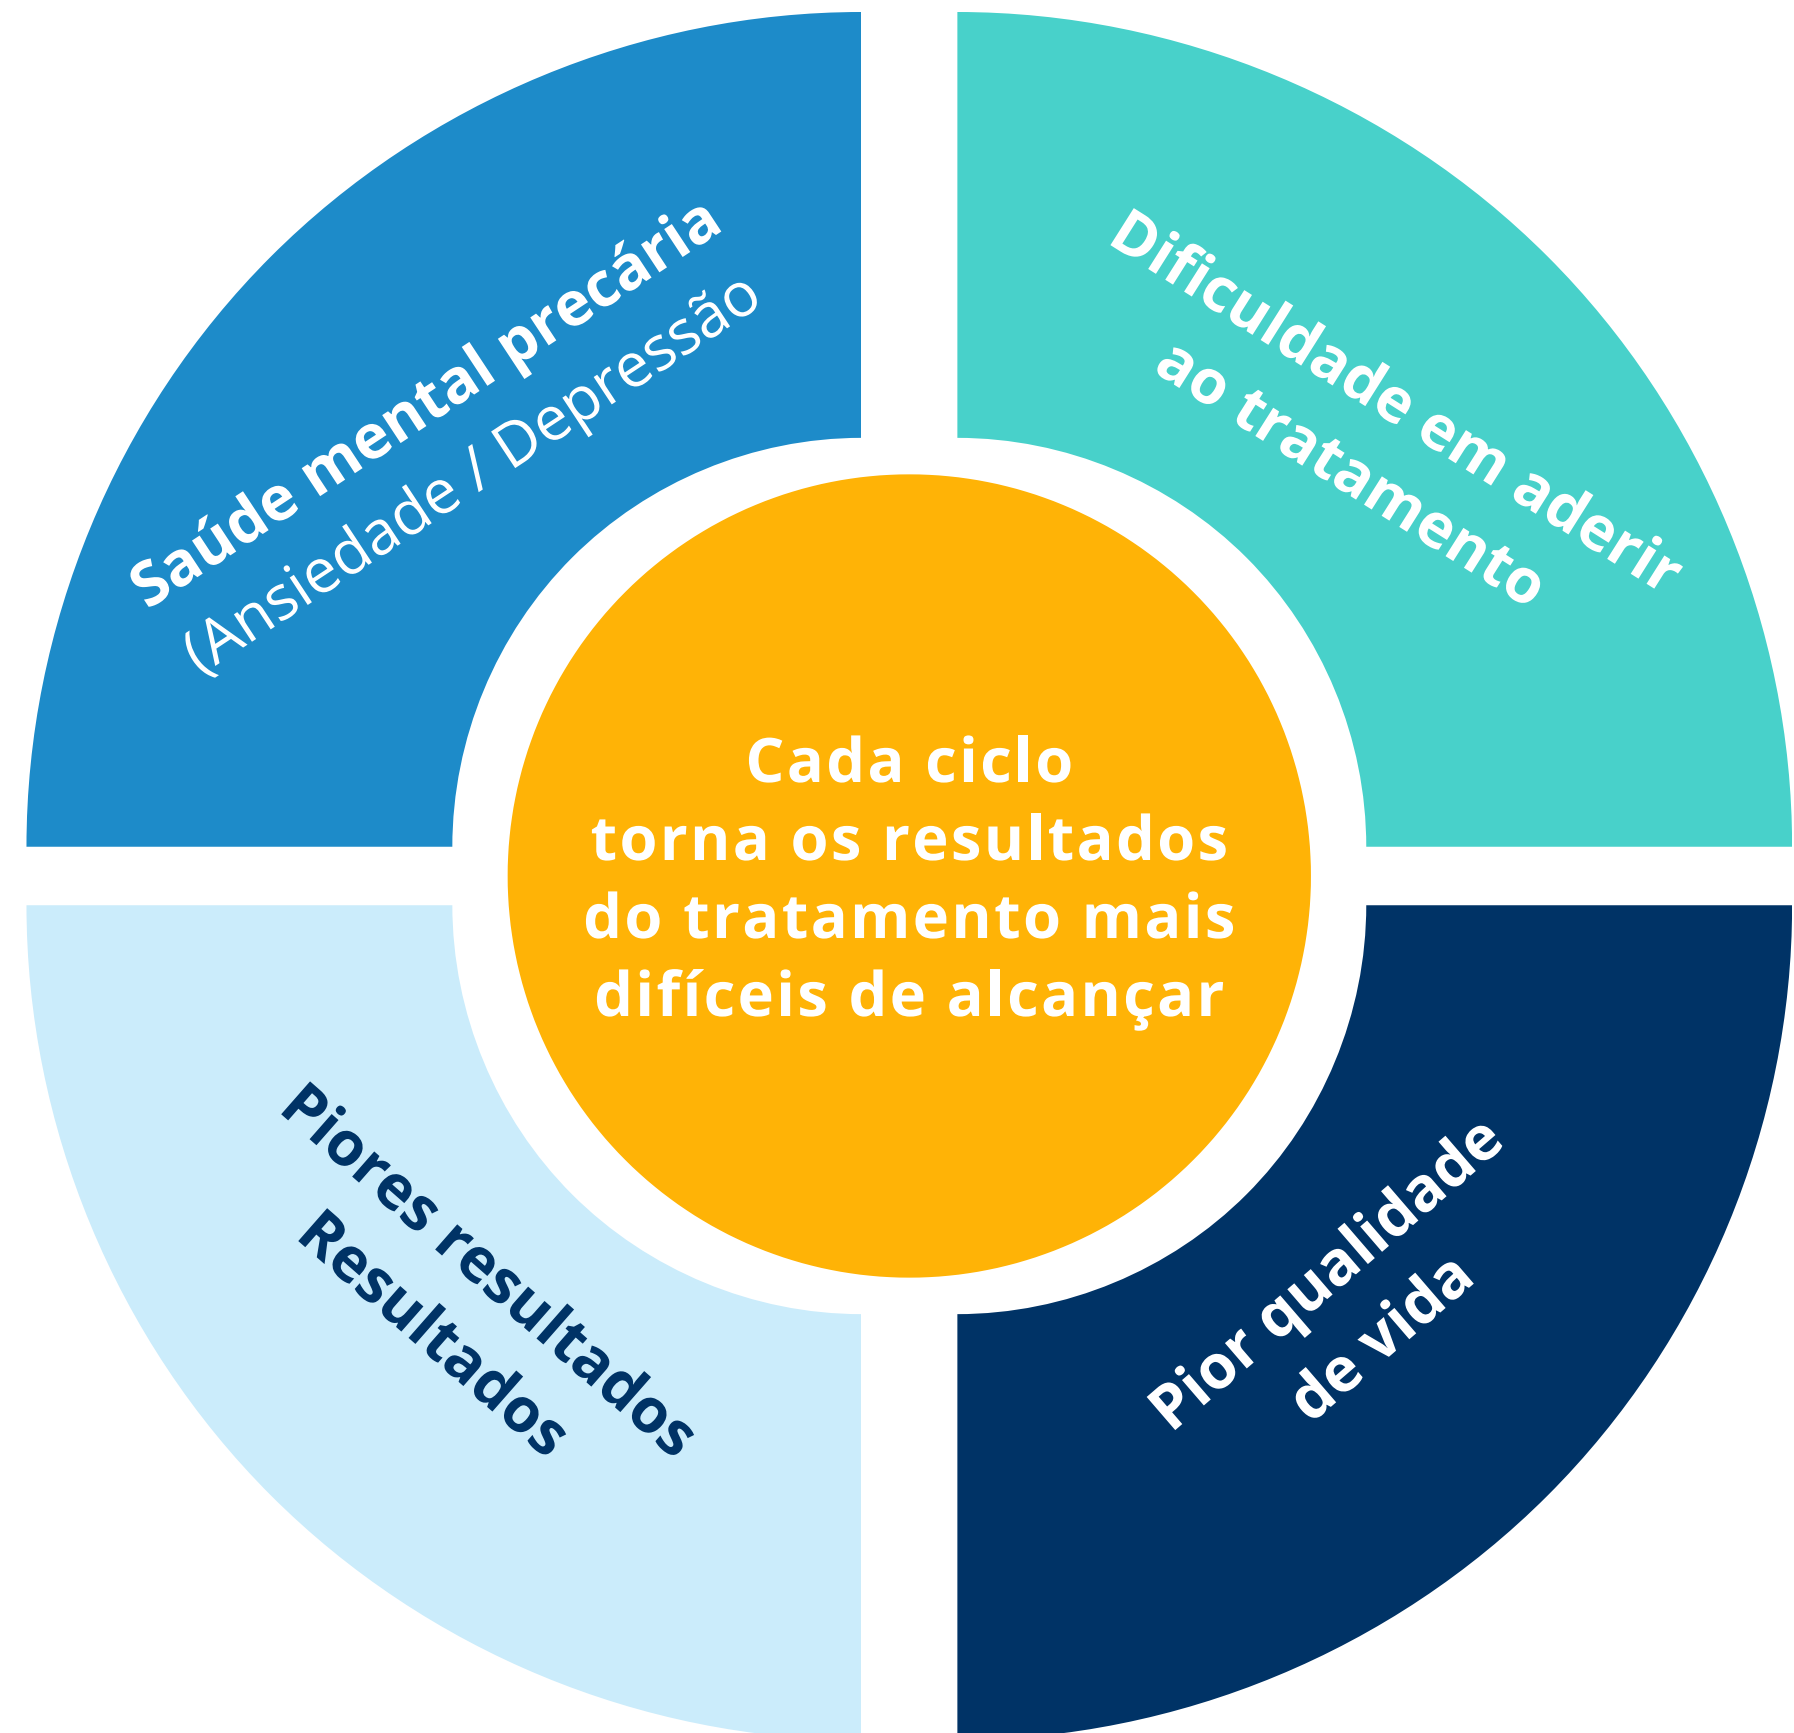 Saúde mental precária
(Ansiedade / Depressão
Dificuldade em aderir
ao tratamento
Cada ciclo
torna os resultados
do tratamento mais
difíceis de alcançar
Piores resultados
Resultados
Pior qualidade
de vida